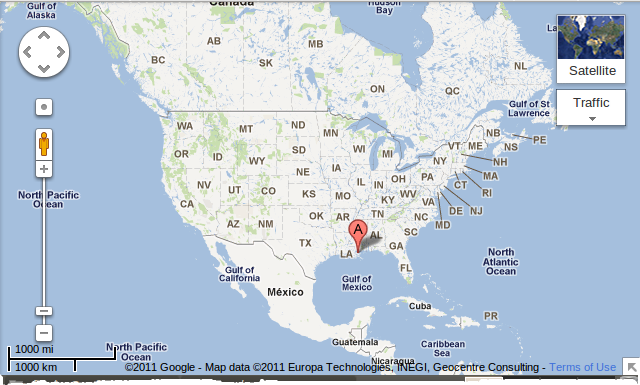 Gulf of
Alaska
Canada
Hudson
Bay
AB
MB
BC
SK
NL
ON
QC
Satellite
Traffic
Gulf of St
Lawrence
WA
MT
ND
MN
NB
PE
OR
ID
SD
WI
MI
VT
ME
WY
NY
NH
NV
UT
NE
IA
IL
IN
OH
PA
MA
CT
RI
CA
CO
KS
MO
KY
WV
VA
NJ
DE
MD
AZ
NM
OK
AR
TN
NC
SC
TX
LA
A
AL
GA
FL
North Pacific
Ocean
North
Atlantic
Ocean
Gulf of
California
Gulf of
Mexico
México
Cuba
PR
Guatemala
Caribbean
Sea
Nicaragua
North Pacific
Ocean
1000 mi
1000 km
©2011 Google - Map data ©2011 Europa Technologies, INEGI, Geocentre Consulting - Terms of Use